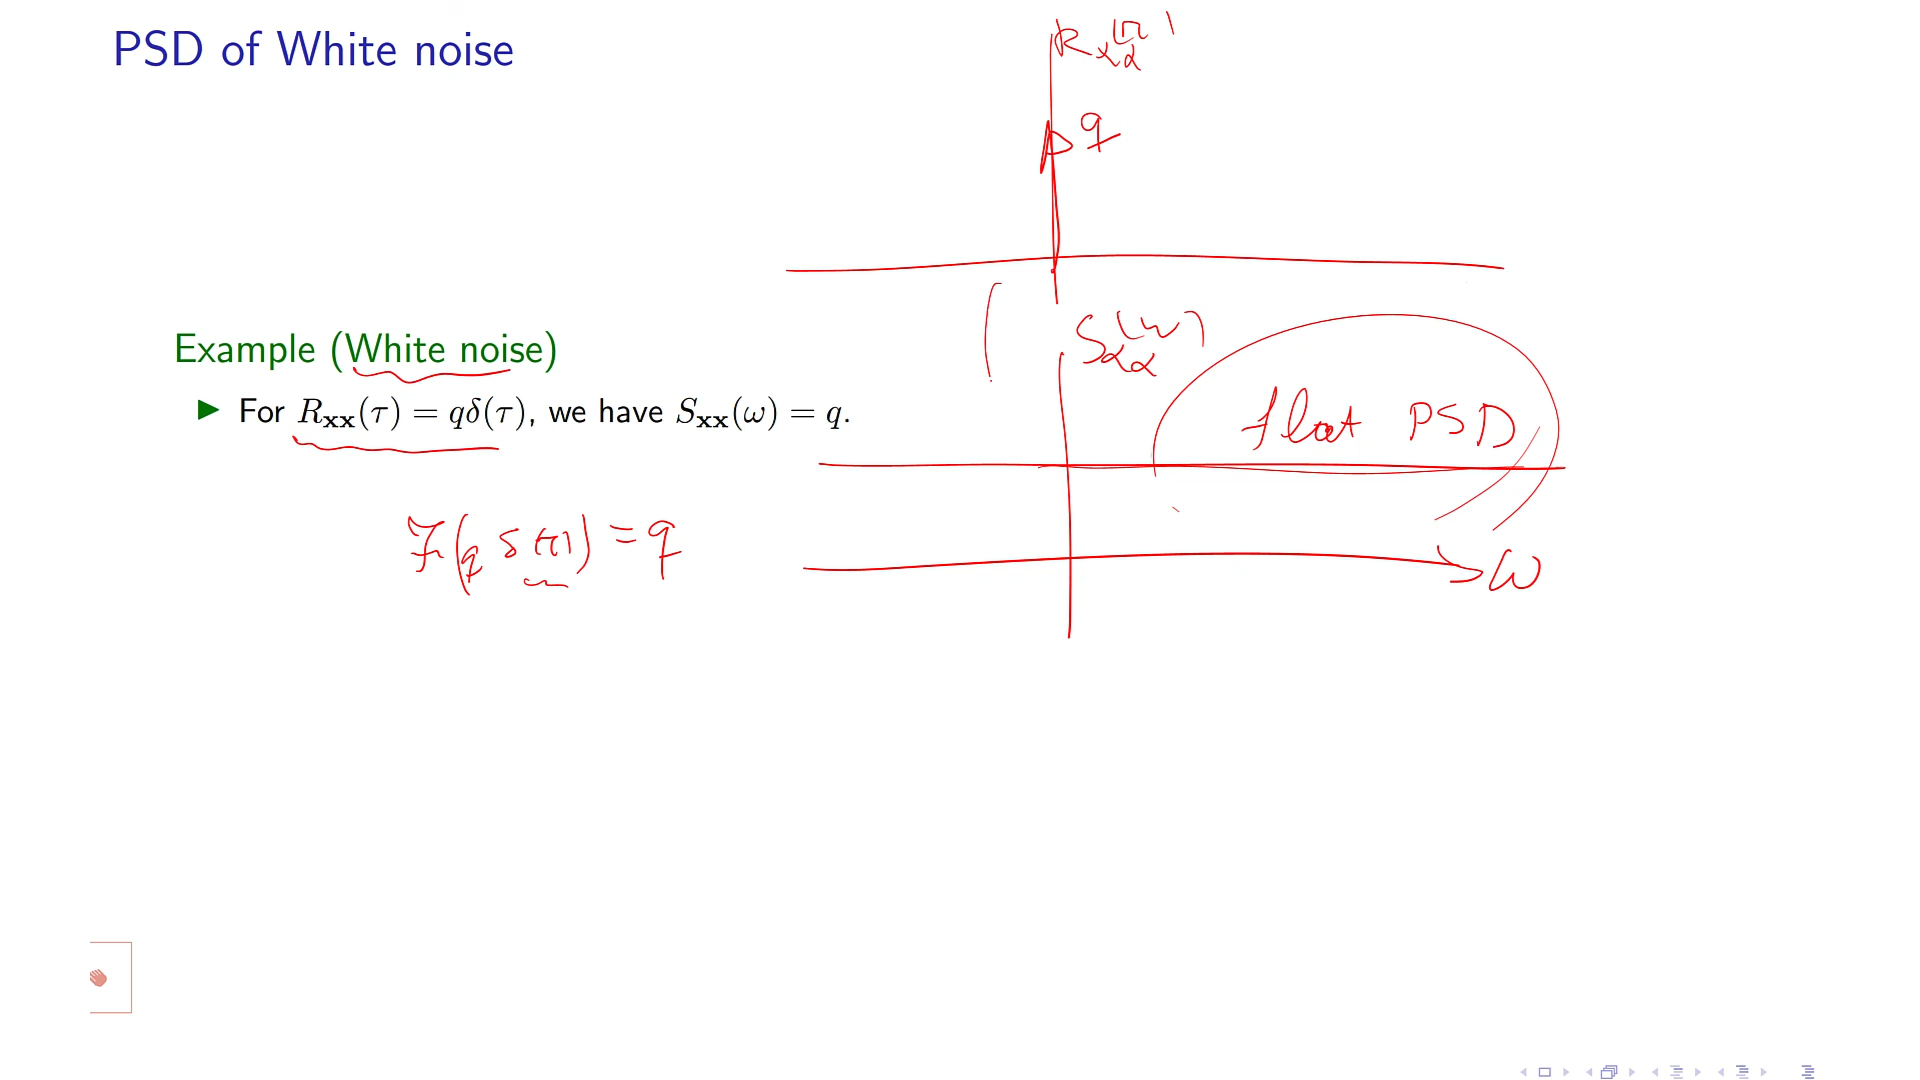 PSD of White noise
R_xx(τ)
q
Example (White noise)
S_xx(ω)
For R_xx(τ) = qδ(τ), we have S_xx(ω) = q.
flat PSD
F(q δ(τ)) = q
ω